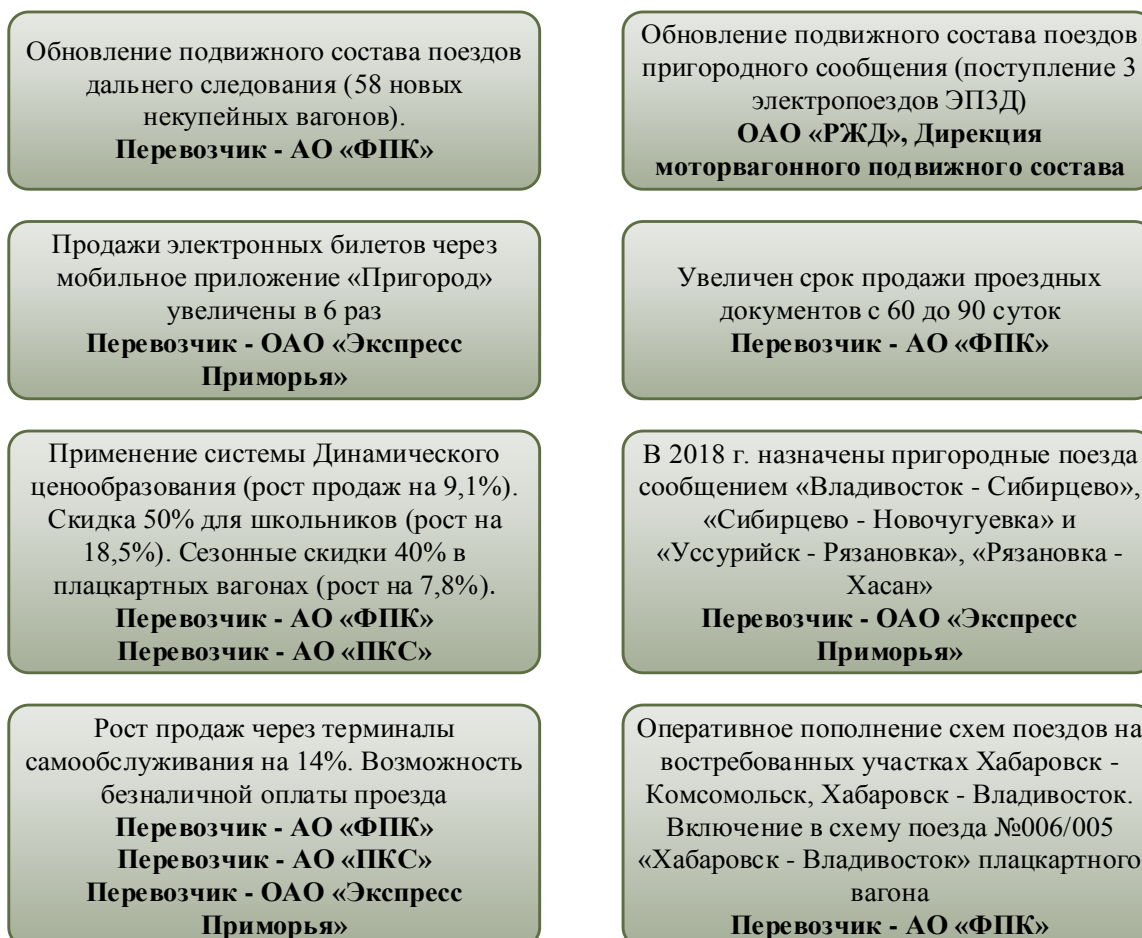 Обновление подвижного состава поездов
дальнего следования (58 новых
некупейных вагонов).
Перевозчик - АО «ФПК»
Обновление подвижного состава поездов
пригородного сообщения (поступление 3
электропоездов ЭП3Д)
ОАО «РЖД», Дирекция
моторвагонного подвижного состава
Продажи электронных билетов через
мобильное приложение «Пригород»
увеличены в 6 раз
Перевозчик - ОАО «Экспресс
Приморья»
Увеличен срок продажи проездных
документов с 60 до 90 суток
Перевозчик - АО «ФПК»
Применение системы Динамического
ценообразования (рост продаж на 9,1%).
Скидка 50% для школьников (рост на
18,5%). Сезонные скидки 40% в
плацкартных вагонах (рост на 7,8%).
Перевозчик - АО «ФПК»
Перевозчик - АО «ПКС»
В 2018 г. назначены пригородные поезда
сообщением «Владивосток - Сибирцево»,
«Сибирцево - Новочугуевка» и
«Уссурийск - Рязановка», «Рязановка -
Хасан»
Перевозчик - ОАО «Экспресс
Приморья»
Рост продаж через терминалы
самообслуживания на 14%. Возможность
безналичной оплаты проезда
Перевозчик - АО «ФПК»
Перевозчик - АО «ПКС»
Перевозчик - ОАО «Экспресс
Приморья»
Оперативное пополнение схем поездов на
востребованных участках Хабаровск -
Комсомольск, Хабаровск - Владивосток.
Включение в схему поезда №006/005
«Хабаровск - Владивосток» плацкартного
вагона
Перевозчик - АО «ФПК»